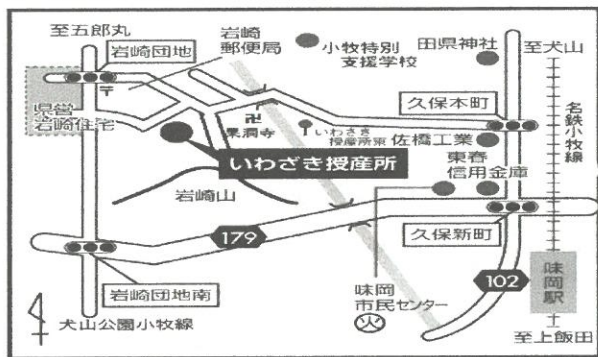 至五郎丸
岩崎団地
岩崎
郵便局
小牧特別
支援学校
田県神社
至犬山
県営
岩崎住宅
久保本町
名鉄小牧線
いわざき
授産所東
佐橋工業
東春
信用金庫
いわざき授産所
岩崎山
179
久保新町
102
味岡駅
岩崎団地南
味岡
市民センター
火
犬山公園小牧線
至上飯田